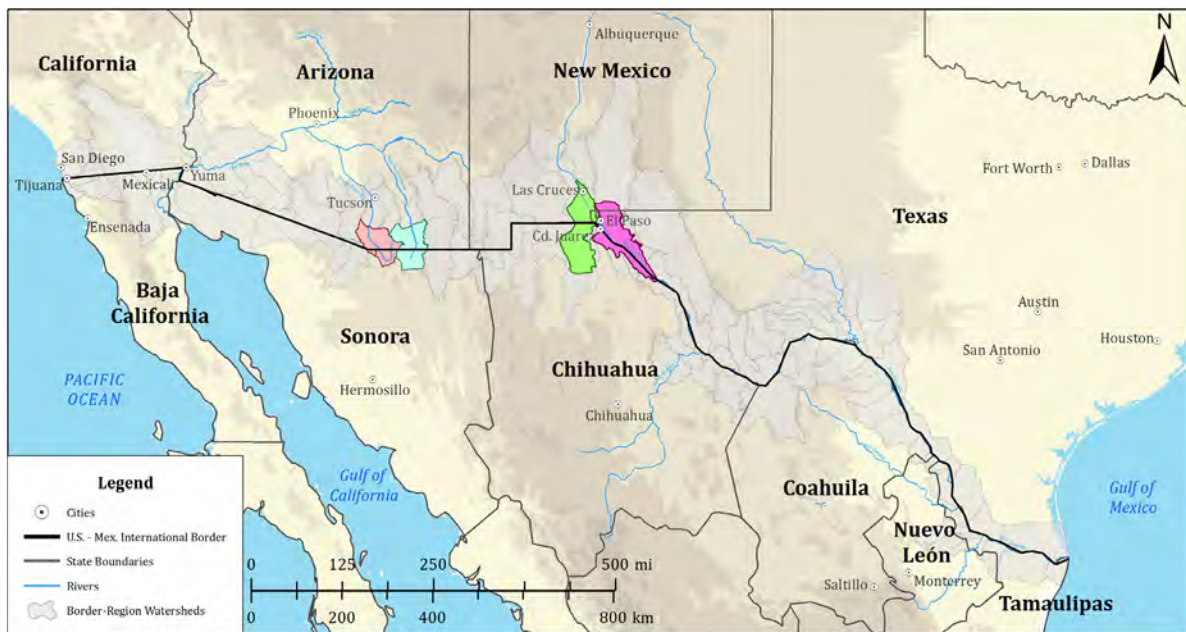 N
Albuquerque
California
Arizona
New Mexico
Phoenix
San Diego
Tijuana
Mexicali
Yuma
Fort Worth
Dallas
Las Cruces
Tucson
El Paso
Cd. Juarez
Texas
Ensenada
Baja
California
Sonora
Austin
Houston
San Antonio
Chihuahua
PACIFIC
OCEAN
Hermosillo
Chihuahua
Gulf of
California
Coahuila
Gulf of
Mexico
Nuevo
León
Saltillo
Monterrey
Tamaulipas
Legend
Cities
U.S. - Mex. International Border
State Boundaries
Rivers
Border-Region Watersheds
0 125 250 500 mi
0 200 400 800 km